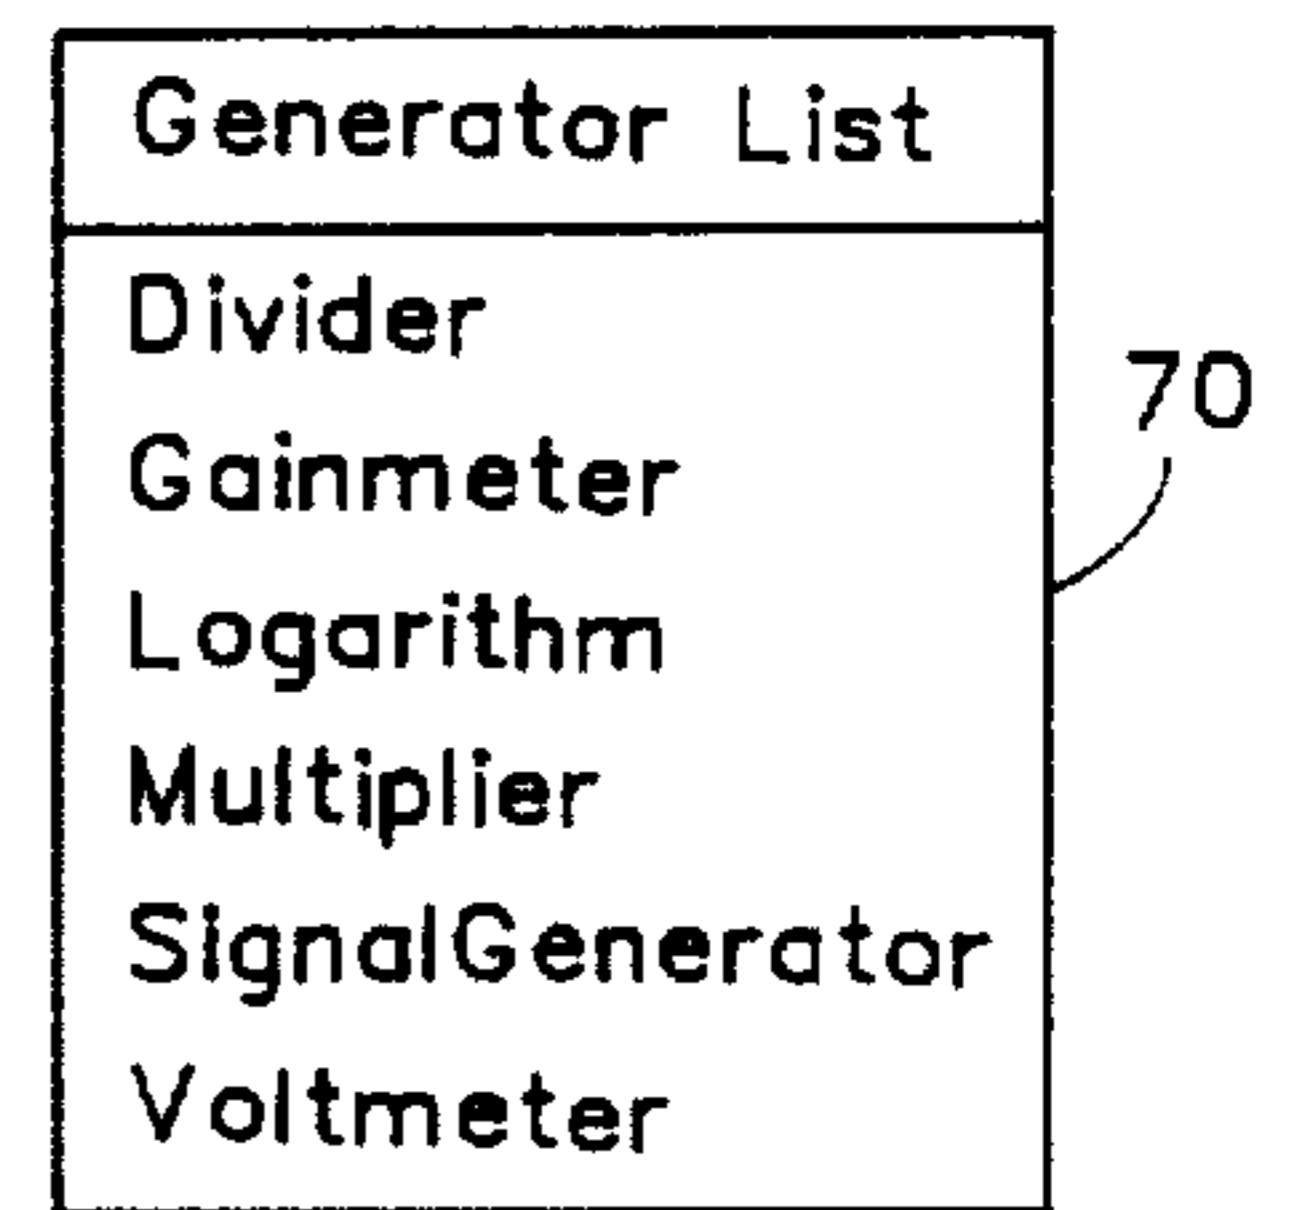 Generator List
Divider
Gainmeter
70
Logarithm
Multiplier
SignalGenerator
Voltmeter